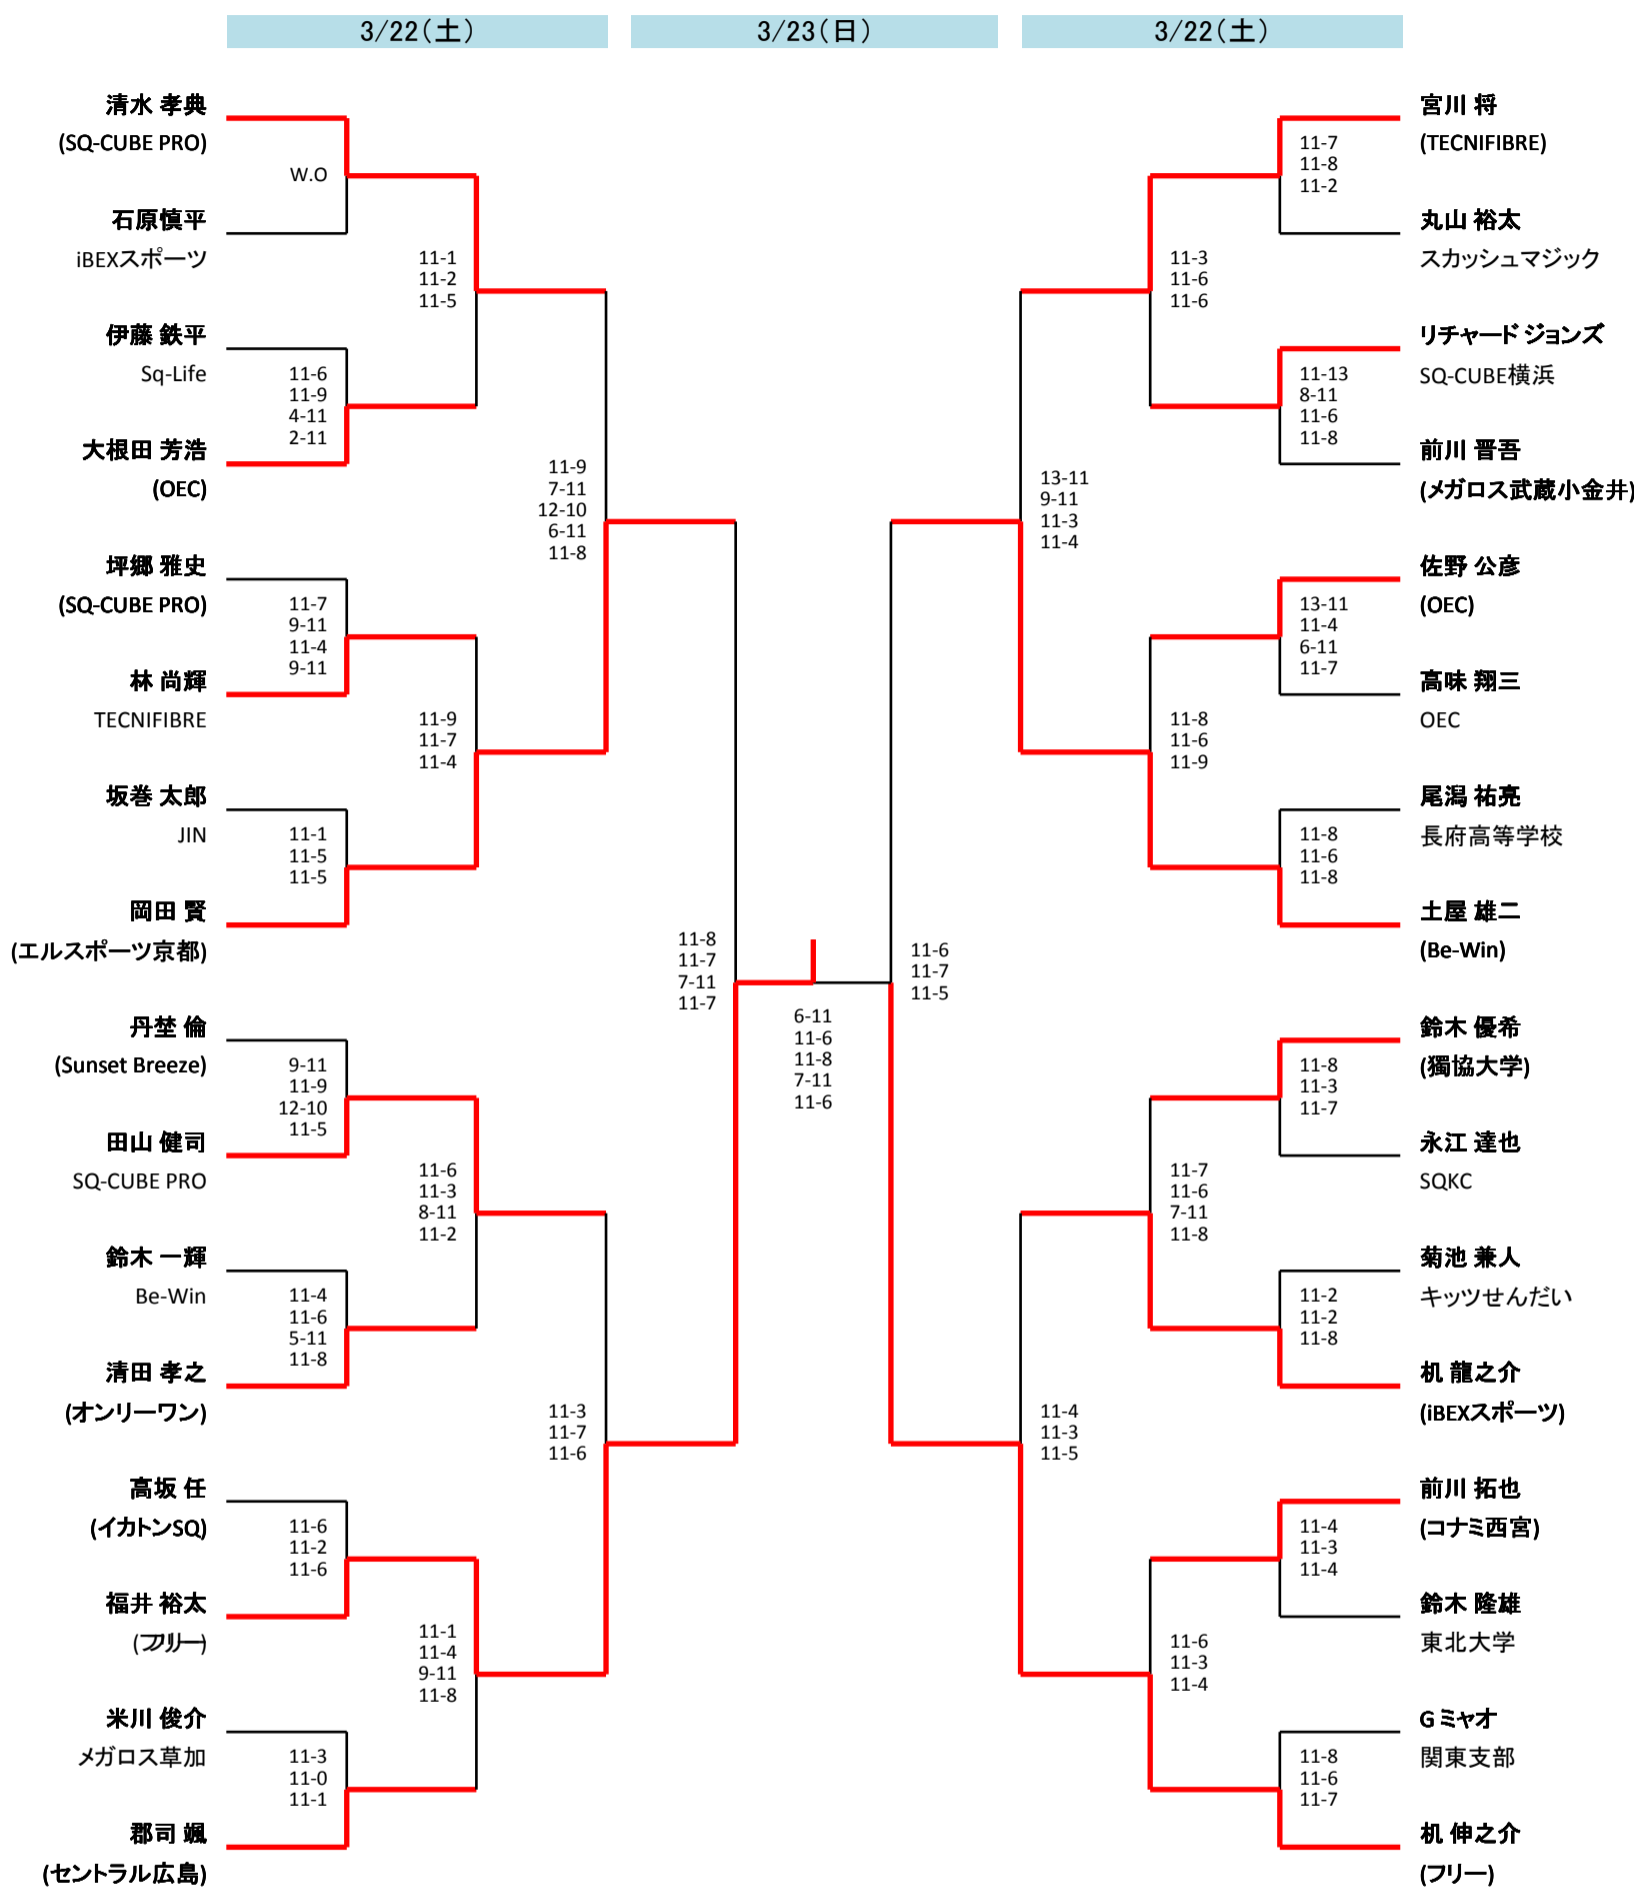 3/22(土)
3/23(日)
3/22(土)
清水 孝典
(SQ-CUBE PRO)
W.O
石原慎平
iBEXスポーツ
11-1
11-2
11-5
伊藤 鉄平
Sq-Life
11-6
11-9
4-11
2-11
大根田 芳浩
(OEC)
11-9
7-11
12-10
6-11
11-8
坪郷 雅史
(SQ-CUBE PRO)
11-7
9-11
11-4
9-11
林 尚輝
TECNIFIBRE
11-9
11-7
11-4
坂巻 太郎
JIN
11-1
11-5
11-5
岡田 賢
(エルスポーツ京都)
11-8
11-7
7-11
11-7
丹埜 倫
(Sunset Breeze)
9-11
11-9
12-10
11-5
田山 健司
SQ-CUBE PRO
11-6
11-3
8-11
11-2
鈴木 一輝
Be-Win
11-4
11-6
5-11
11-8
清田 孝之
(オンリーワン)
11-3
11-7
11-6
高坂 任
(イカトンSQ)
11-6
11-2
11-6
福井 裕太
(フリー)
11-1
11-4
9-11
11-8
米川 俊介
メガロス草加
11-3
11-0
11-1
郡司 颯
(セントラル広島)
6-11
11-6
11-8
7-11
11-6
宮川 将
(TECNIFIBRE)
11-7
11-8
11-2
丸山 裕太
スカッシュマジック
11-3
11-6
11-6
リチャード ジョンズ
SQ-CUBE横浜
11-13
8-11
11-6
11-8
前川 晋吾
(メガロス武蔵小金井)
13-11
9-11
11-3
11-4
佐野 公彦
(OEC)
13-11
11-4
6-11
11-7
高味 翔三
OEC
11-8
11-6
11-9
尾潟 祐亮
長府高等学校
11-8
11-6
11-8
土屋 雄二
(Be-Win)
11-6
11-7
11-5
鈴木 優希
(獨協大学)
11-8
11-3
11-7
永江 達也
SQKC
11-7
11-6
7-11
11-8
菊池 兼人
キッツせんだい
11-2
11-2
11-8
机 龍之介
(iBEXスポーツ)
11-4
11-3
11-5
前川 拓也
(コナミ西宮)
11-4
11-3
11-4
鈴木 隆雄
東北大学
11-6
11-3
11-4
G ミャオ
関東支部
11-8
11-6
11-7
机 伸之介
(フリー)